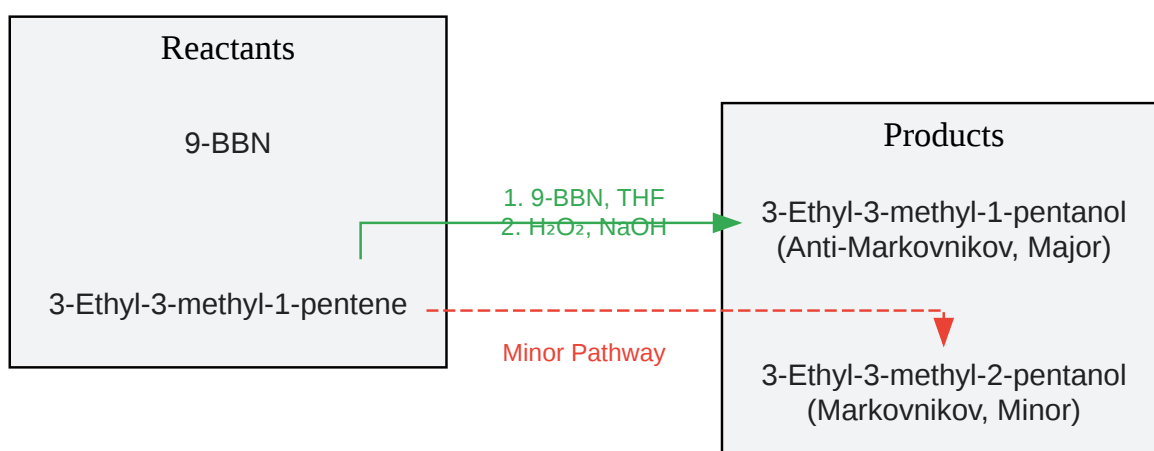 Reactants
9-BBN
3-Ethyl-3-methyl-1-pentene
1. 9-BBN, THF
2. H₂O₂, NaOH
Minor Pathway
Products
3-Ethyl-3-methyl-1-pentanol
(Anti-Markovnikov, Major)
3-Ethyl-3-methyl-2-pentanol
(Markovnikov, Minor)